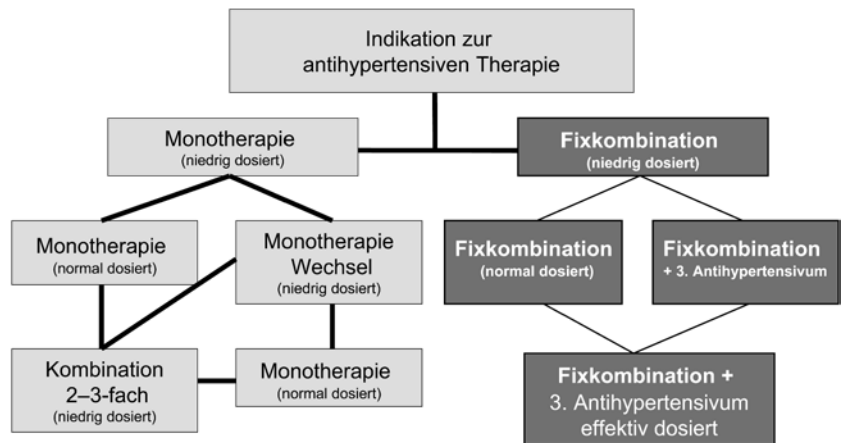 Indikation zur
antihypertensiven Therapie
Monotherapie
(niedrig dosiert)
Fixkombination
(niedrig dosiert)
Monotherapie
(normal dosiert)
Monotherapie
Wechsel
(niedrig dosiert)
Fixkombination
(normal dosiert)
Fixkombination
+ 3. Antihypertensivum
Kombination
2–3-fach
(niedrig dosiert)
Monotherapie
(normal dosiert)
Fixkombination +
3. Antihypertensivum
effektiv dosiert